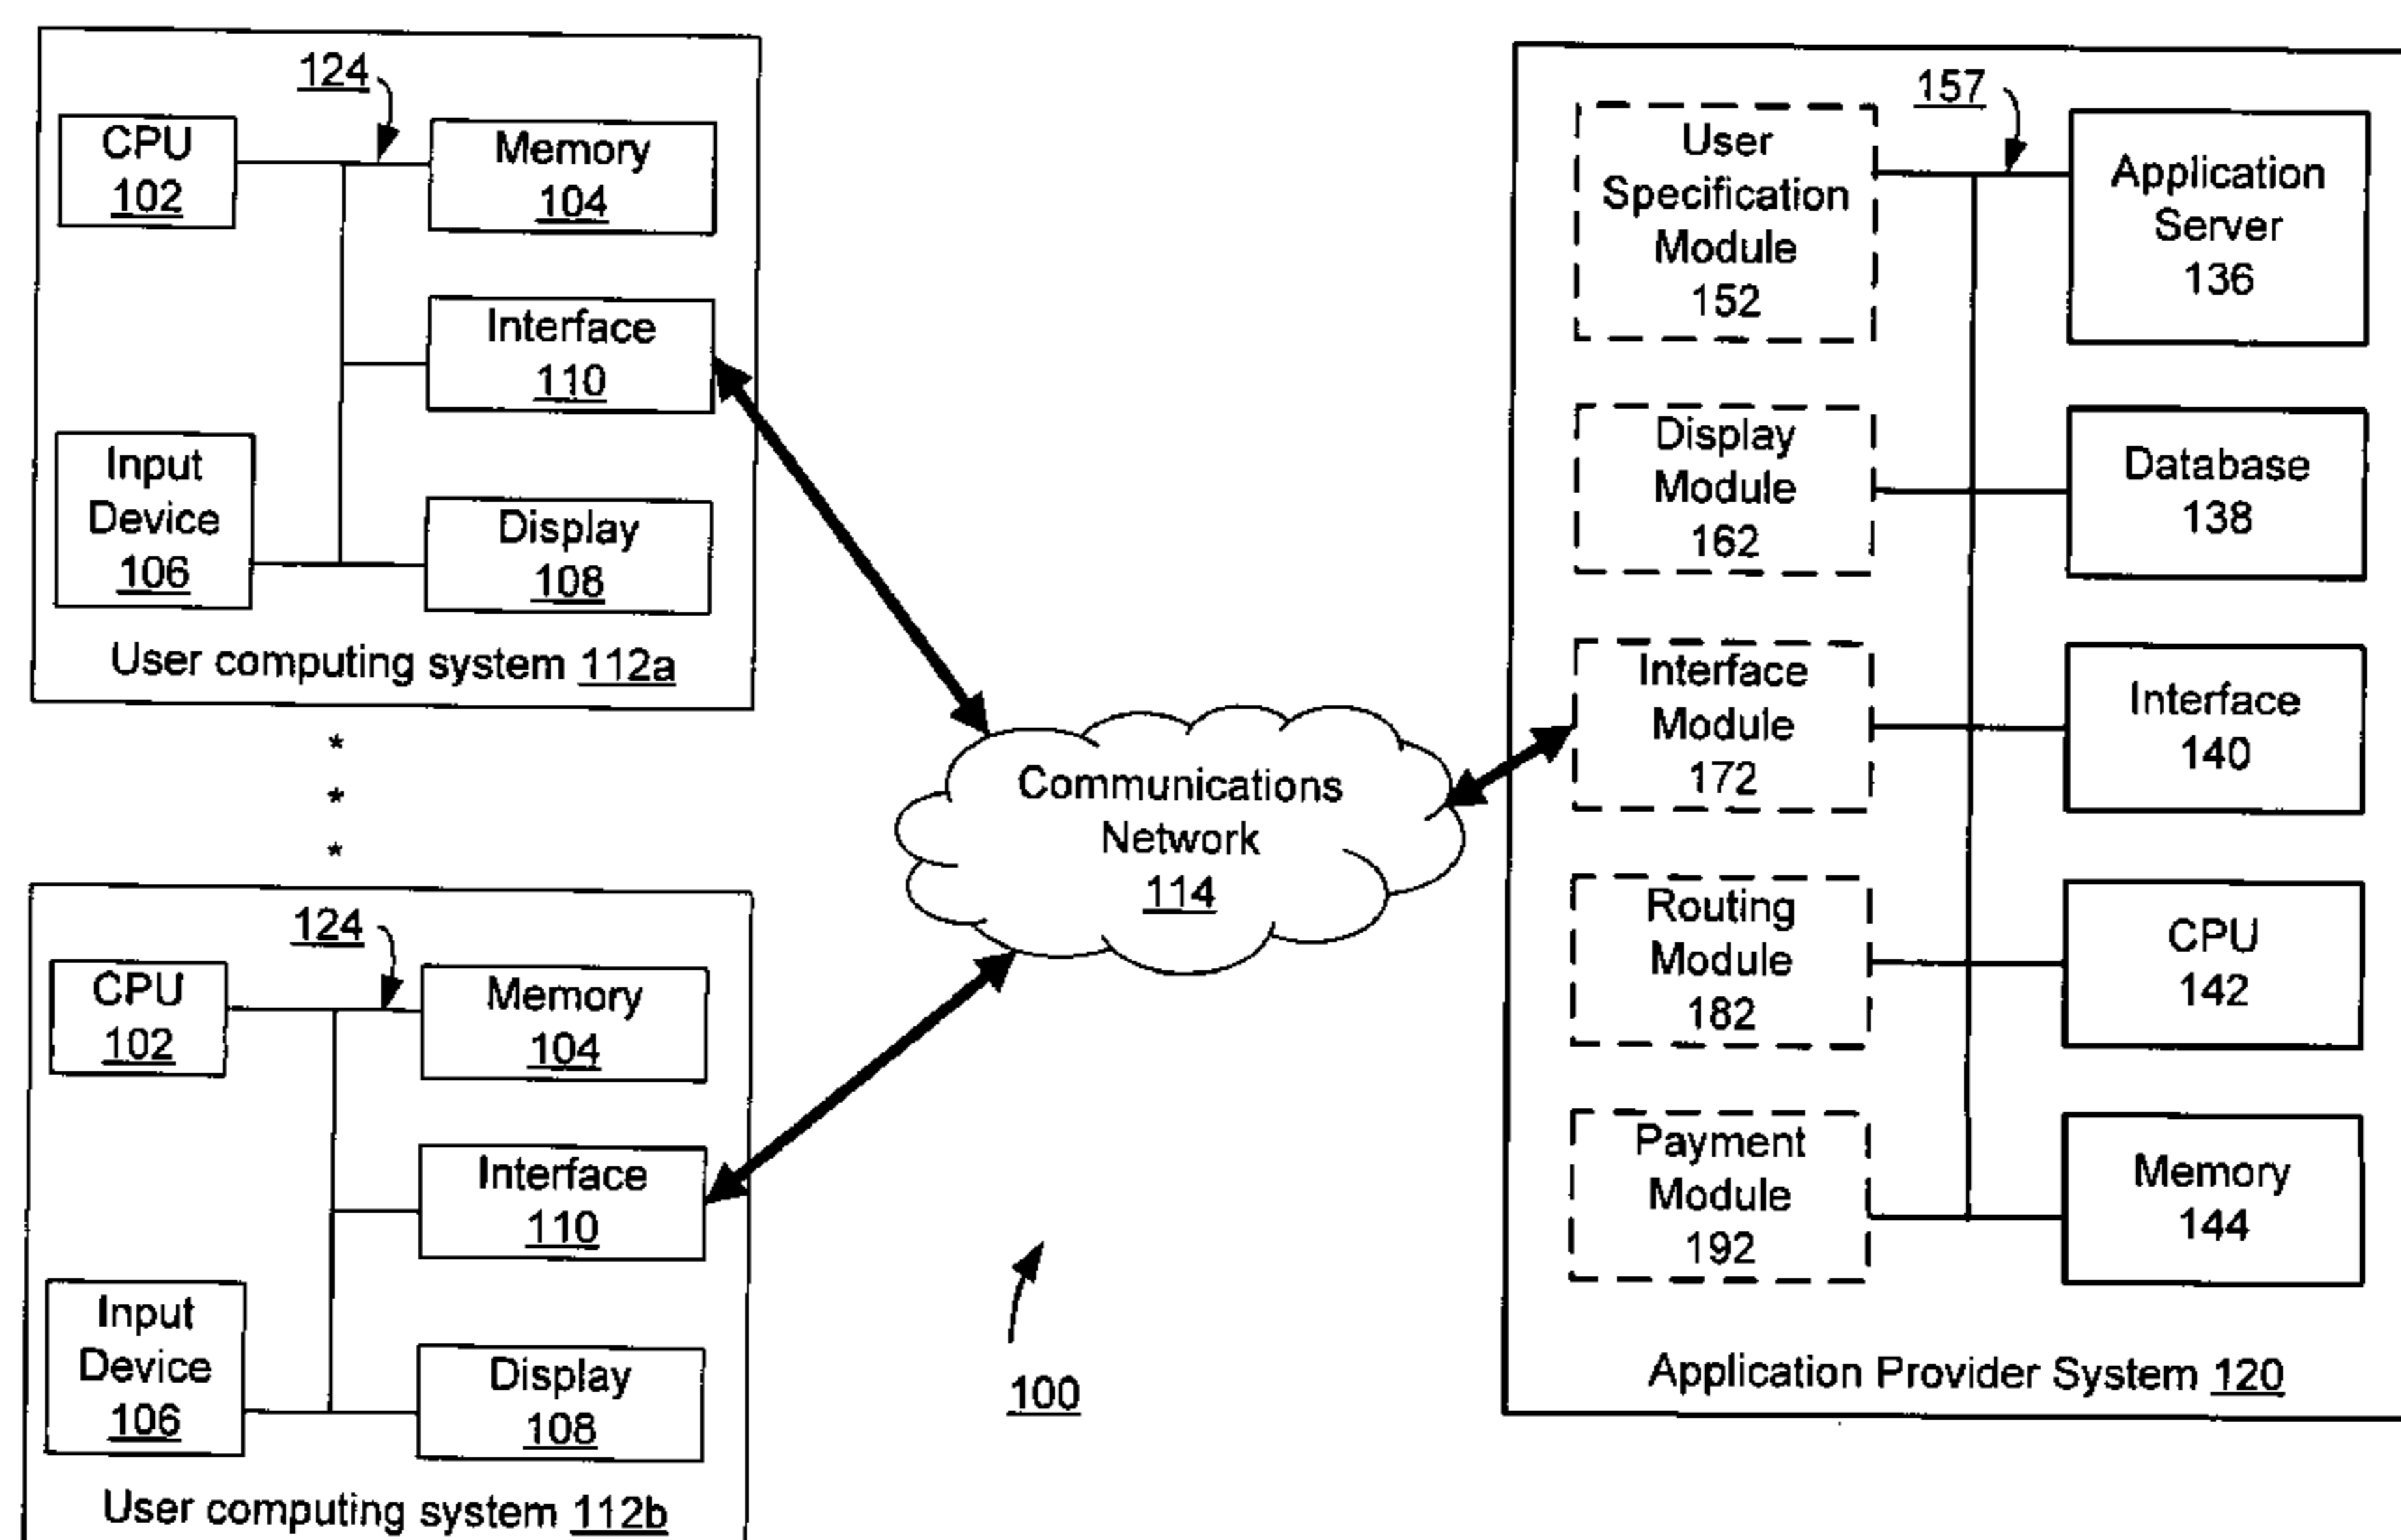 124
CPU
102
Memory
104
Interface
110
Input
Device
106
Display
108
User computing system 112a
*
*
*
124
CPU
102
Memory
104
Interface
110
Input
Device
106
Display
108
User computing system 112b
Communications
Network
114
100
157
User
Specification
Module
152
Application
Server
136
Display
Module
162
Database
138
Interface
Module
172
Interface
140
Routing
Module
182
CPU
142
Payment
Module
192
Memory
144
Application Provider System 120